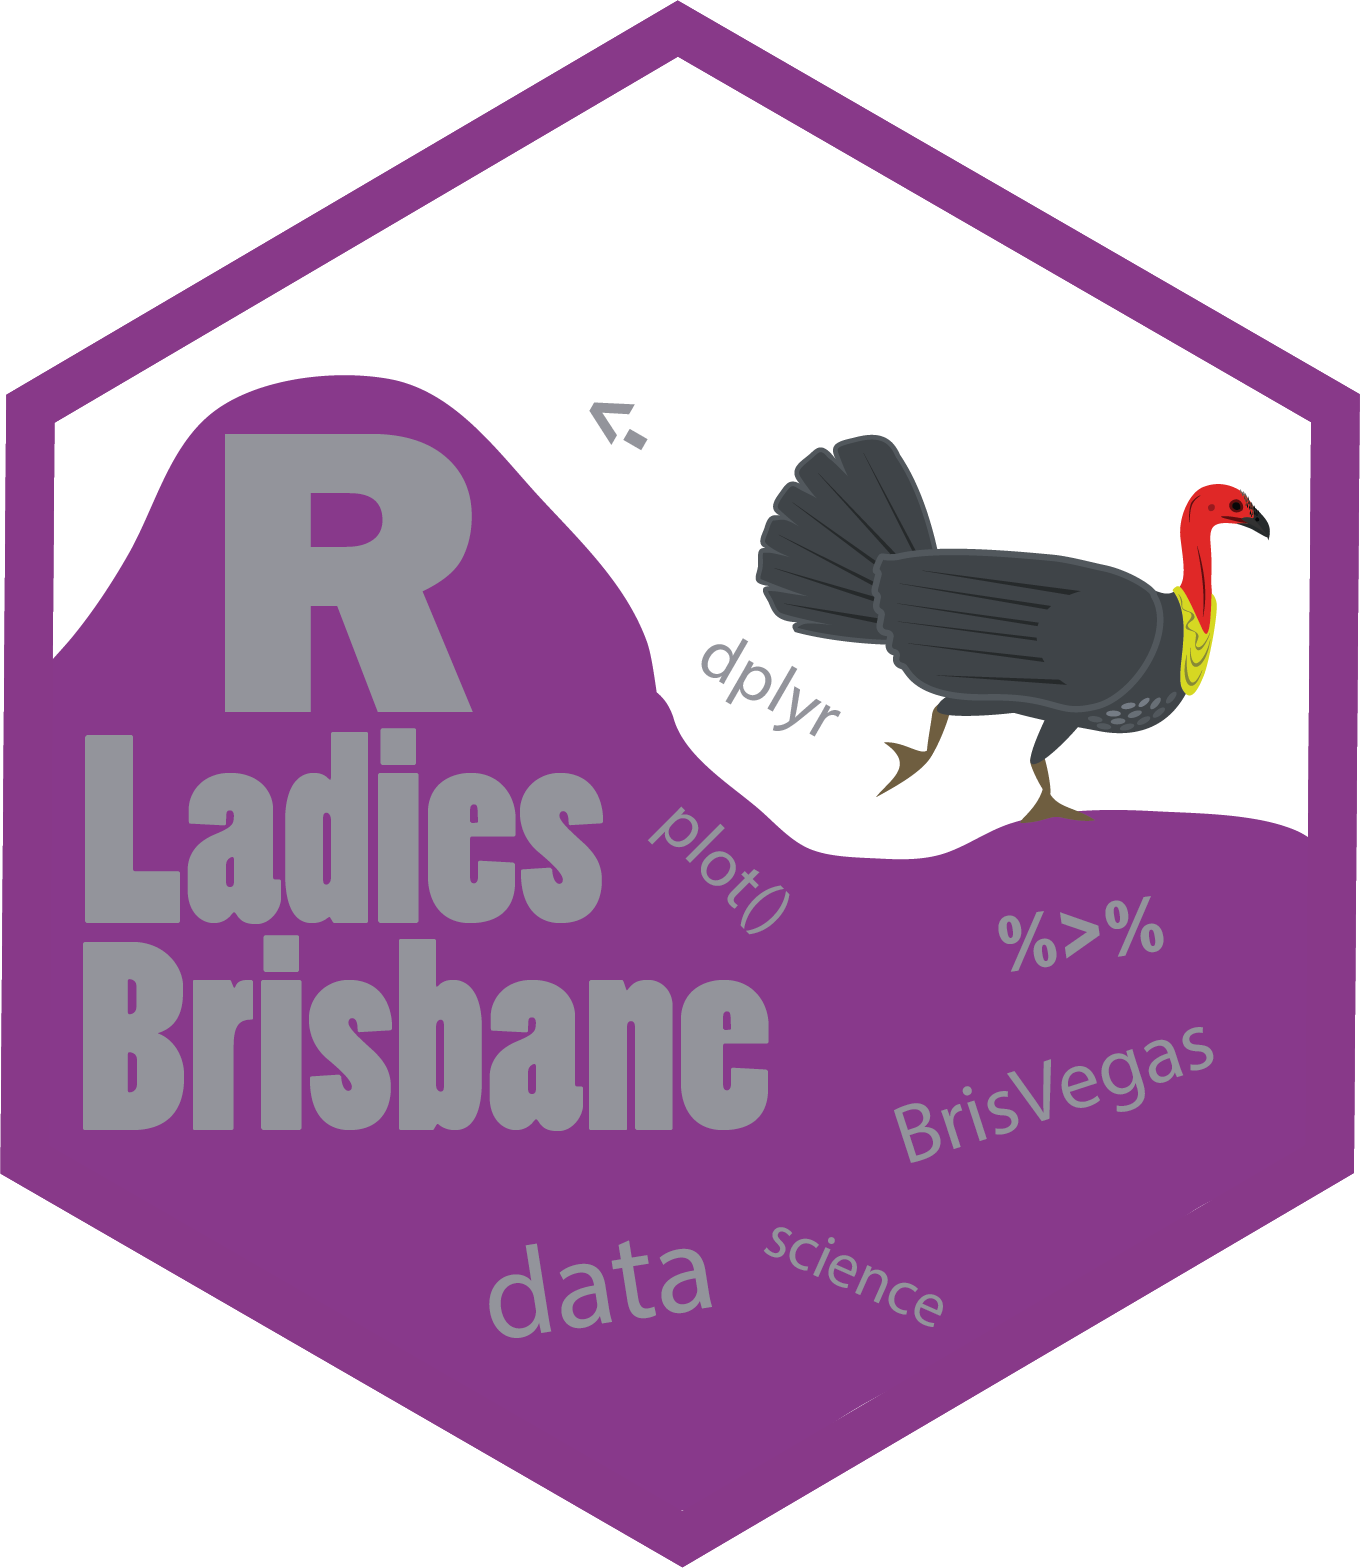 <-
R
Ladies
Brisbane
dplyr
plot()
%>%
BrisVegas
data
science